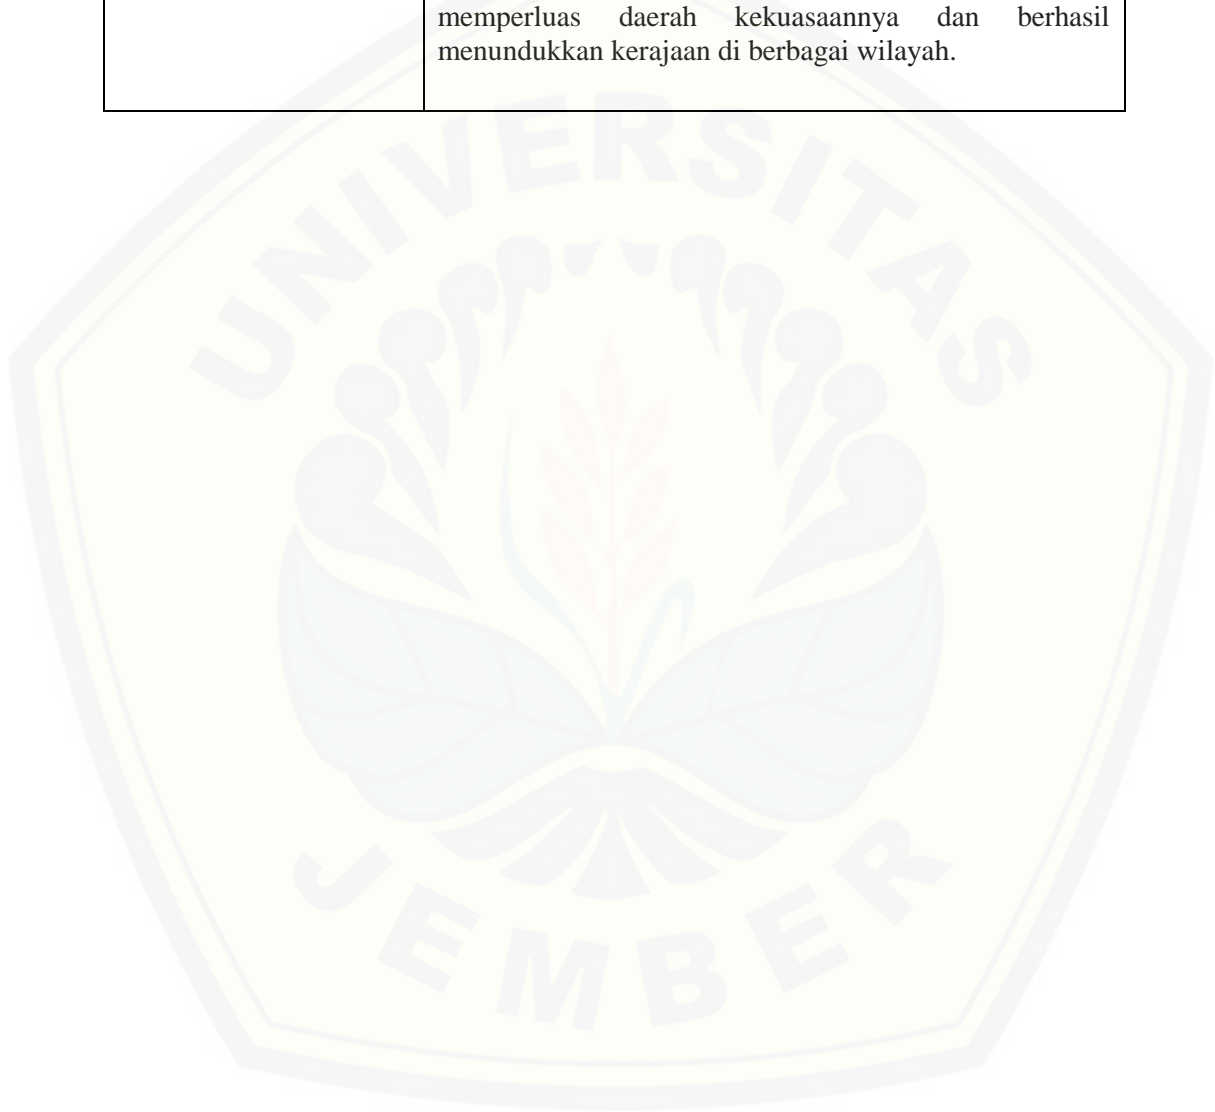 memperluas daerah kekuasaannya dan berhasil
menundukkan kerajaan di berbagai wilayah.
UNIVERSITAS
JEMBER